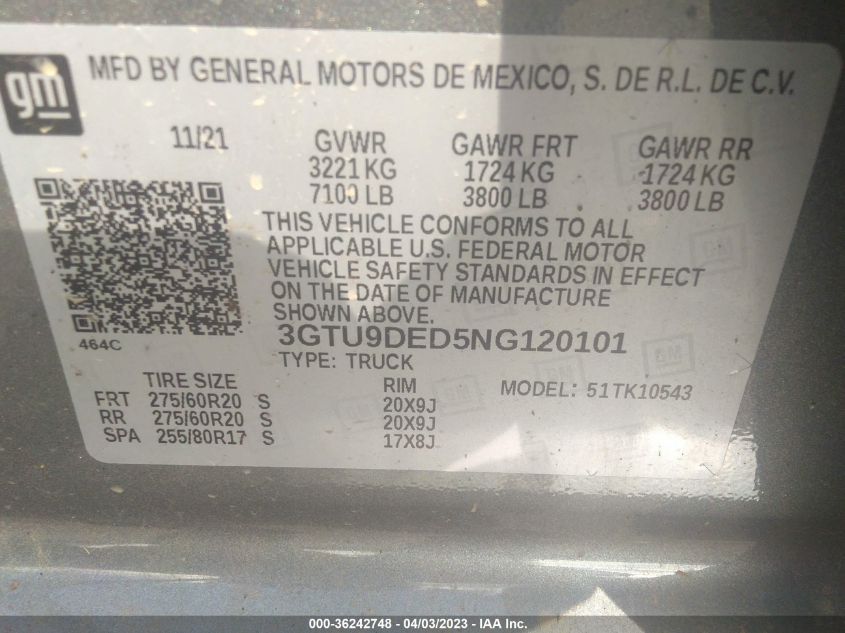 gm
MFD BY GENERAL MOTORS DE MEXICO, S. DE R.L. DE C.V.
11/21 GVWR GAWR FRT GAWR RR
3221 KG 1724 KG 1724 KG
7100 LB 3800 LB 3800 LB
THIS VEHICLE CONFORMS TO ALL
APPLICABLE U.S. FEDERAL MOTOR
VEHICLE SAFETY STANDARDS IN EFFECT
ON THE DATE OF MANUFACTURE
SHOWN ABOVE.
464C
3GTU9DED5NG120101
TYPE: TRUCK
TIRE SIZE RIM MODEL: 51TK10543
FRT 275/60R20 S 20X9J
RR 275/60R20 S 20X9J
SPA 255/80R17 S 17X8J
000-36242748 - 04/03/2023 - IAA Inc.